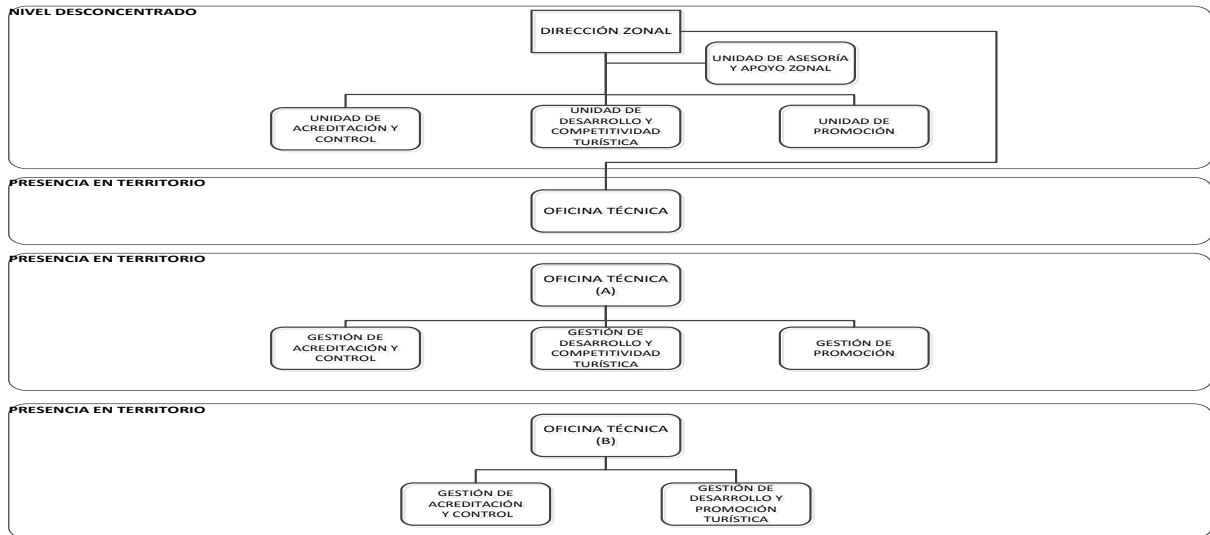 NIVEL DESCONCENTRADO
DIRECCIÓN ZONAL
UNIDAD DE ASESORÍA
Y APOYO ZONAL
UNIDAD DE
ACREDITACIÓN Y
CONTROL
UNIDAD DE
DESARROLLO Y
COMPETITIVIDAD
TURÍSTICA
UNIDAD DE
PROMOCIÓN
PRESENCIA EN TERRITORIO
OFICINA TÉCNICA
PRESENCIA EN TERRITORIO
OFICINA TÉCNICA
(A)
GESTIÓN DE
ACREDITACIÓN Y
CONTROL
GESTIÓN DE
DESARROLLO Y
COMPETITIVIDAD
TURÍSTICA
GESTIÓN DE
PROMOCIÓN
PRESENCIA EN TERRITORIO
OFICINA TÉCNICA
(B)
GESTIÓN DE
ACREDITACIÓN
Y CONTROL
GESTIÓN DE
DESARROLLO Y
PROMOCIÓN
TURÍSTICA